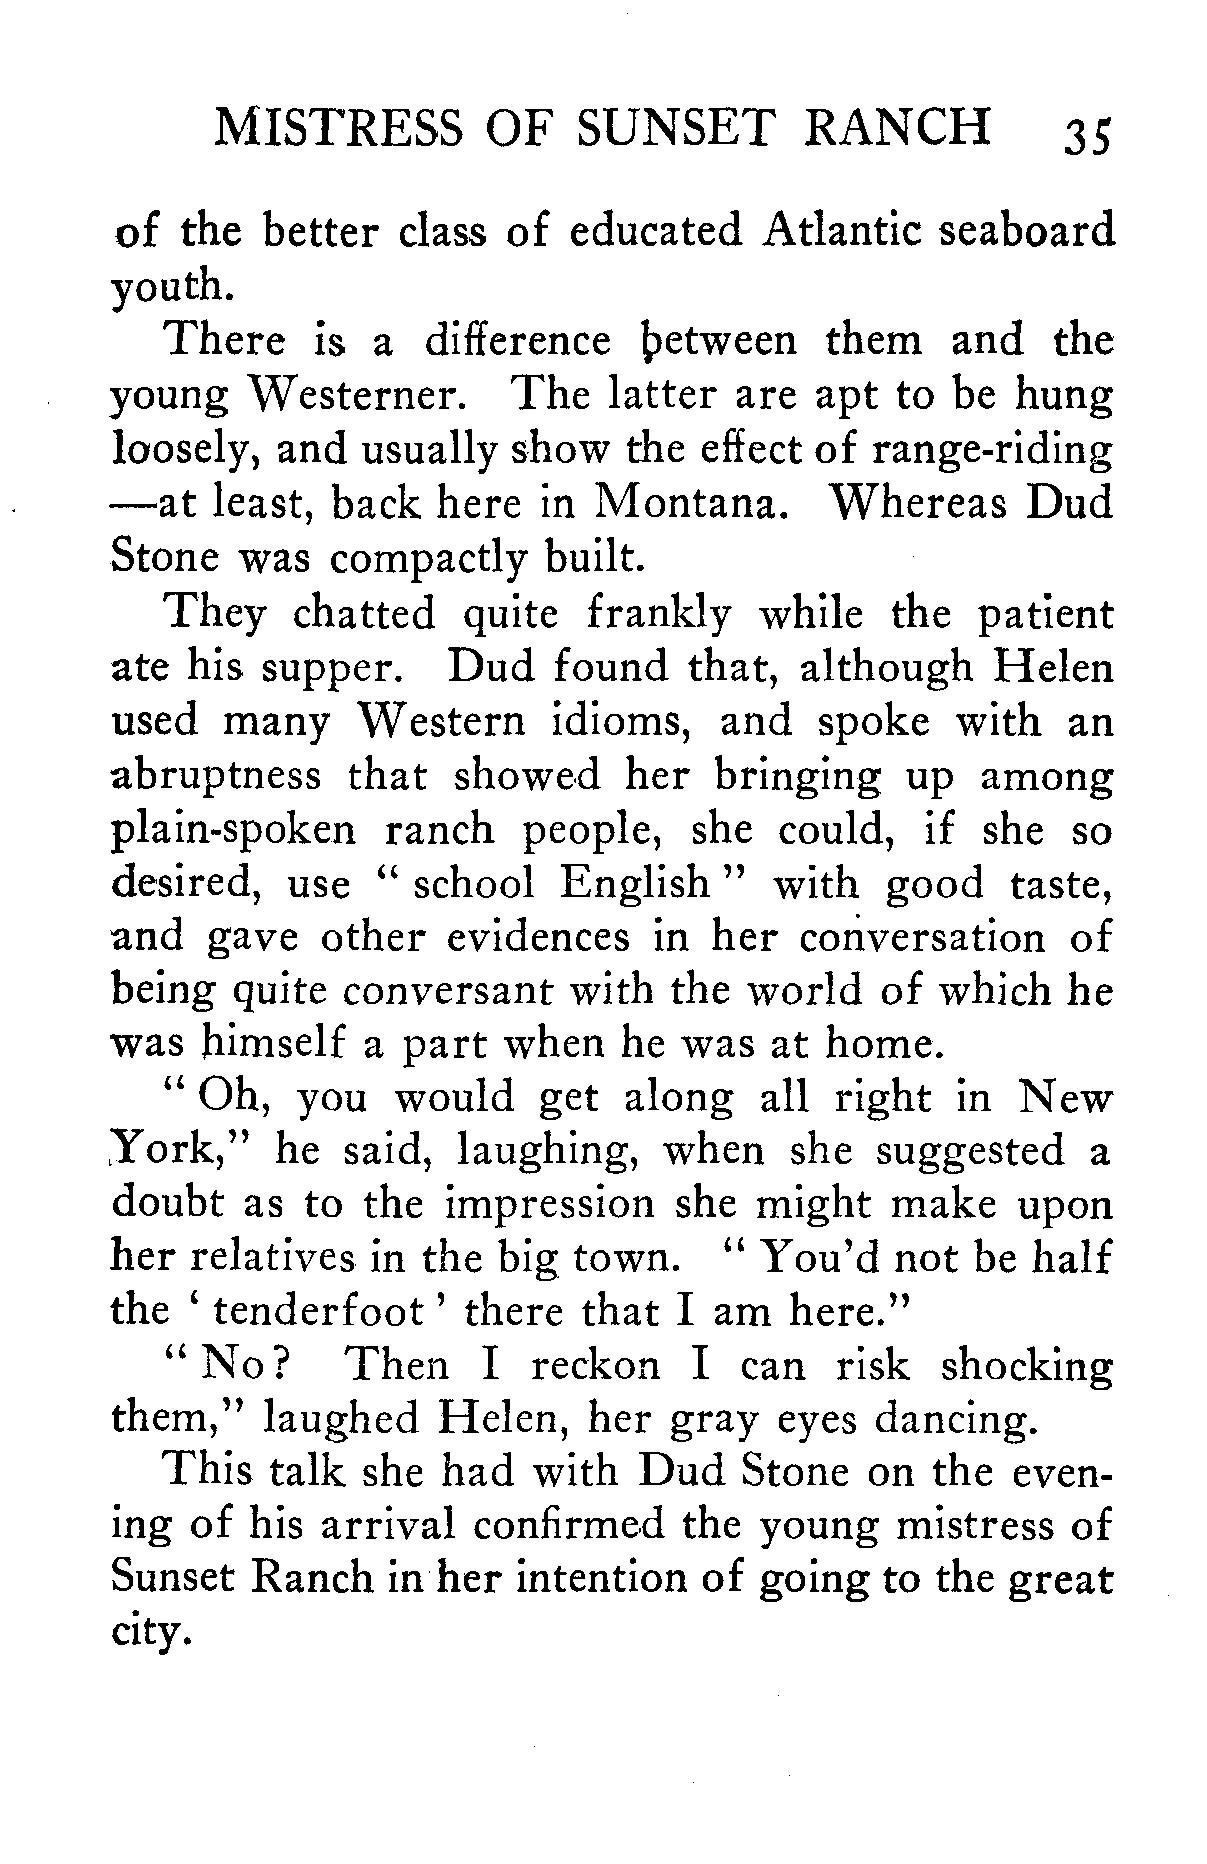 MISTRESS OF SUNSET RANCH 35
of the better class of educated Atlantic seaboard
youth.
There is a difference between them and the
young Westerner. The latter are apt to be hung
loosely, and usually show the effect of range-riding
—at least, back here in Montana. Whereas Dud
Stone was compactly built.
They chatted quite frankly while the patient
ate his supper. Dud found that, although Helen
used many Western idioms, and spoke with an
abruptness that showed her bringing up among
plain-spoken ranch people, she could, if she so
desired, use “ school English ” with good taste,
and gave other evidences in her conversation of
being quite conversant with the world of which he
was himself a part when he was at home.
“ Oh, you would get along all right in New
York,” he said, laughing, when she suggested a
doubt as to the impression she might make upon
her relatives in the big town. “ You’d not be half
the ‘ tenderfoot ’ there that I am here.”
“ No? Then I reckon I can risk shocking
them,” laughed Helen, her gray eyes dancing.
This talk she had with Dud Stone on the even-
ing of his arrival confirmed the young mistress of
Sunset Ranch in her intention of going to the great
city.